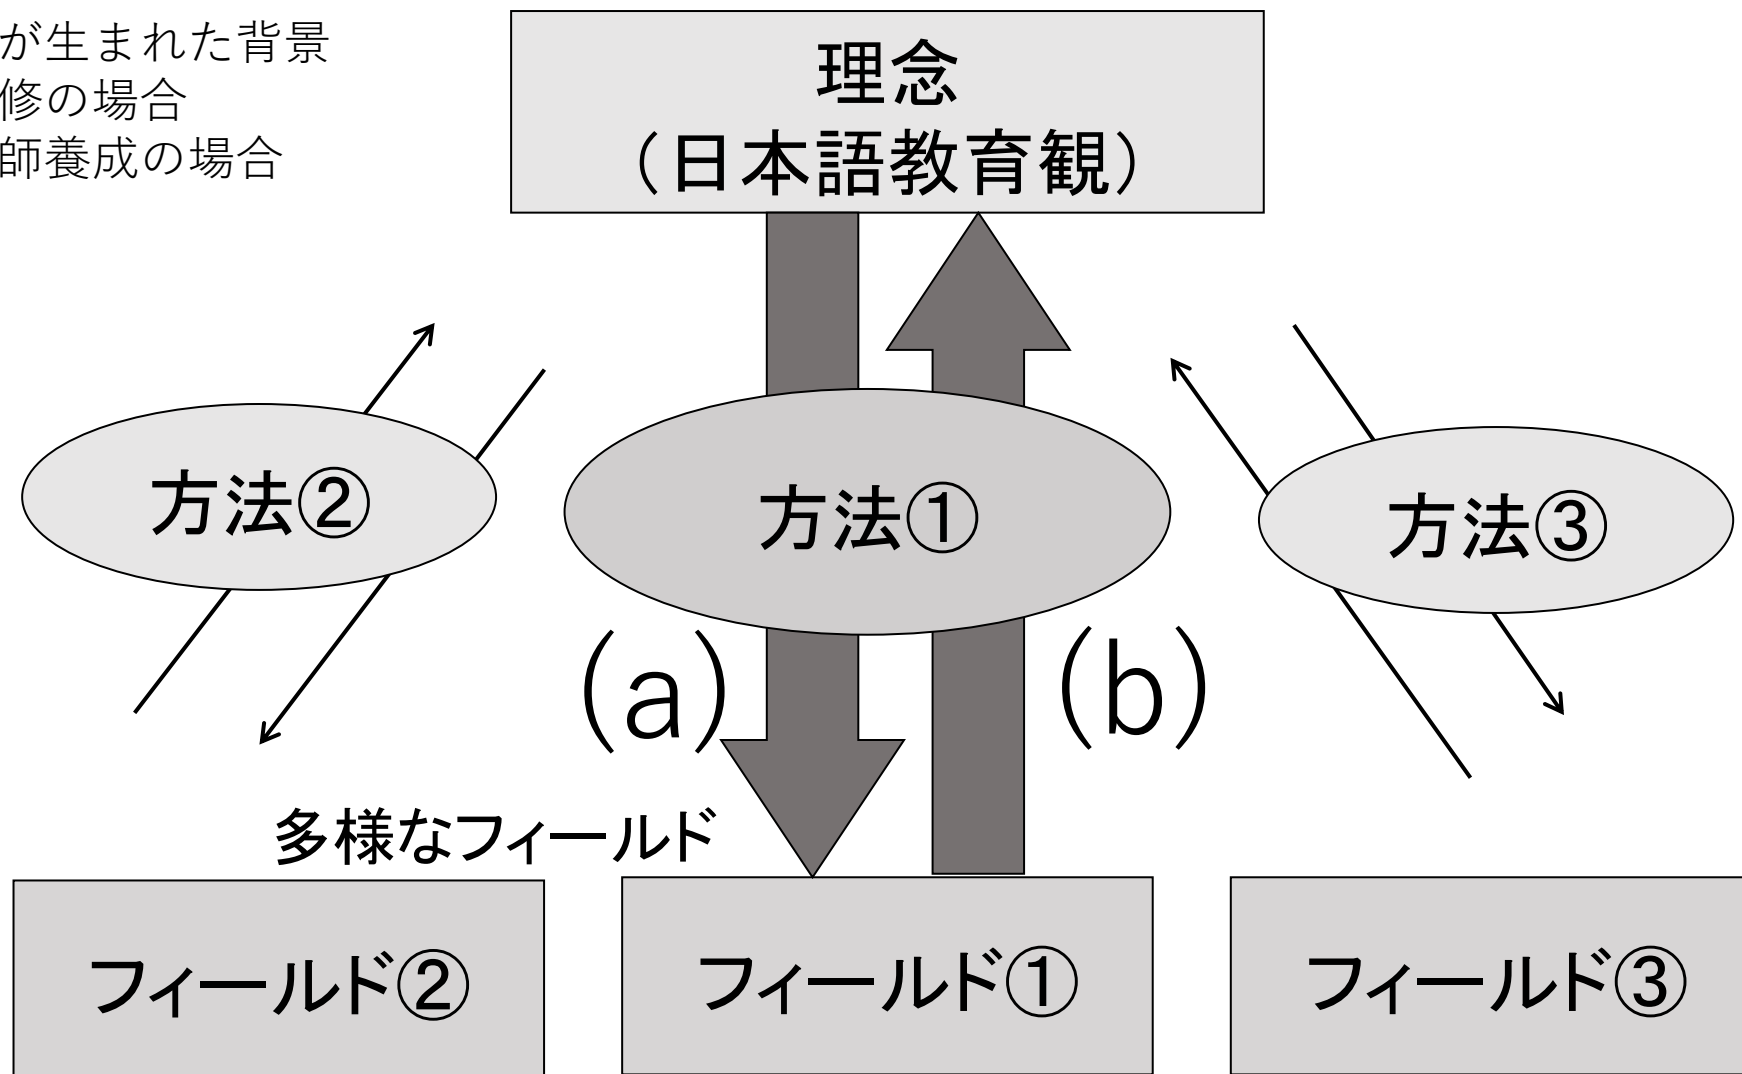 が生まれた背景
修の場合
師養成の場合
理念
（日本語教育観）
方法②
方法①
方法③
(a)
(b)
多様なフィールド
フィールド②
フィールド①
フィールド③